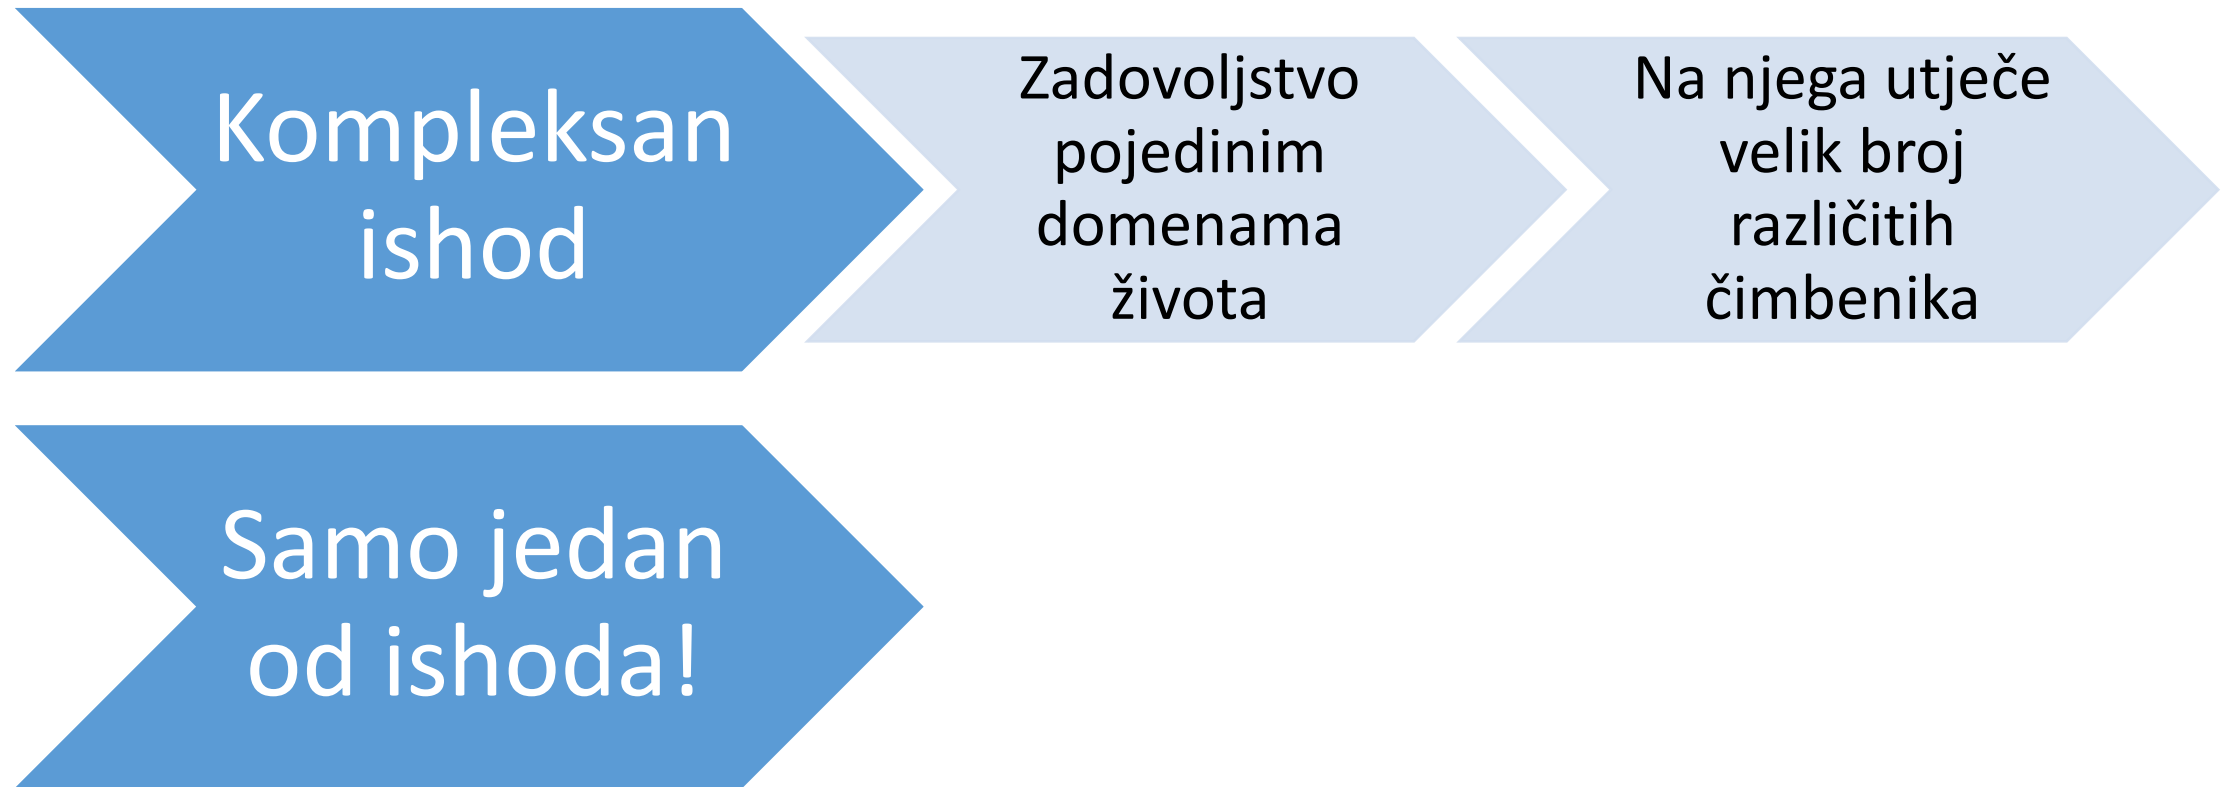 Kompleksan
ishod
Zadovoljstvo
pojedinim
domenama
života
Na njega utječe
velik broj
različitih
čimbenika
Samo jedan
od ishoda!